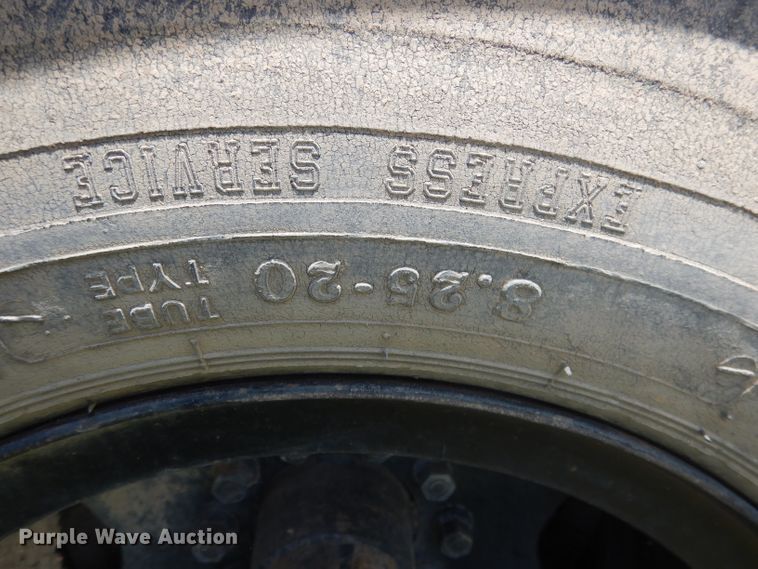 EXPRESS SERVICE
8.25-20 TUBE
TYPE
Purple Wave Auction